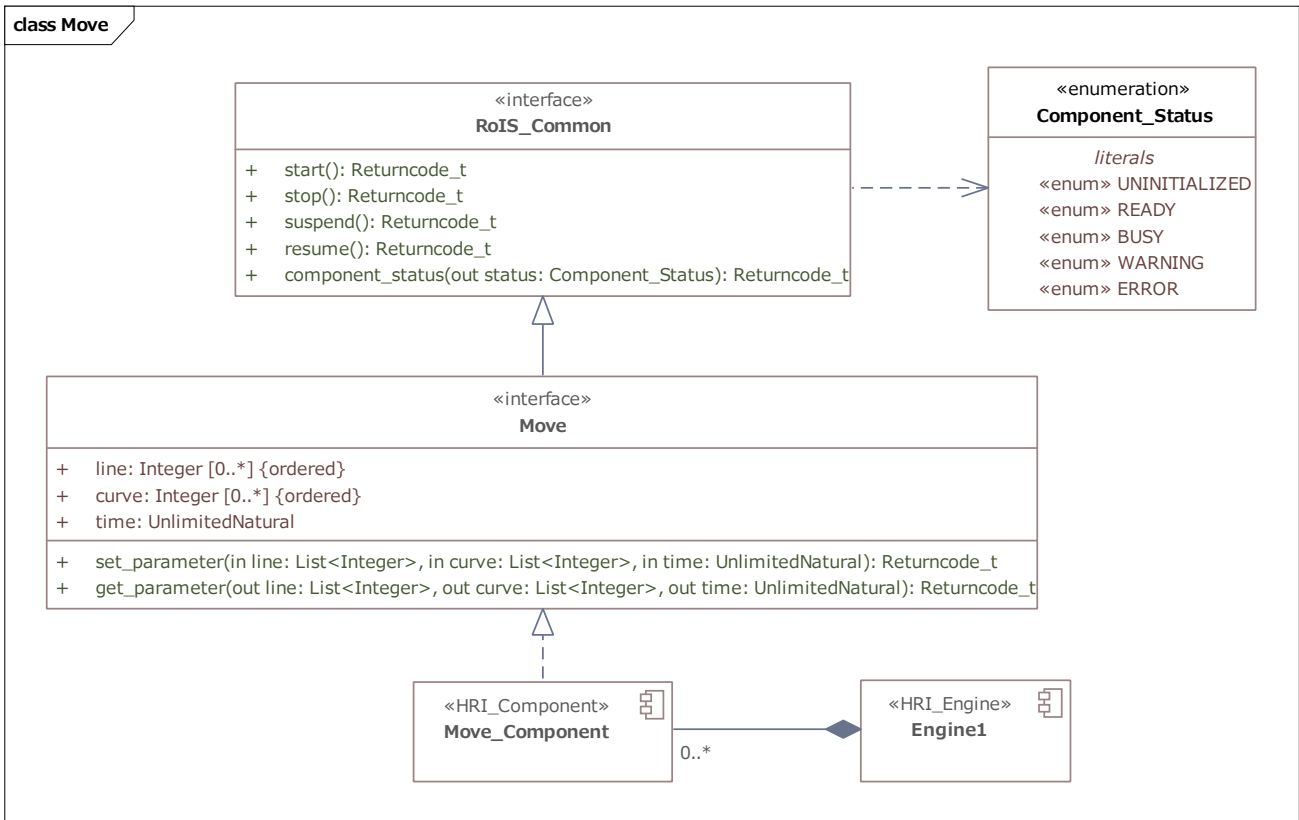 class Move
«interface»
RoIS_Common
+ start(): Returncode_t
+ stop(): Returncode_t
+ suspend(): Returncode_t
+ resume(): Returncode_t
+ component_status(out status: Component_Status): Returncode_t
«enumeration»
Component_Status
literals
«enum» UNINITIALIZED
«enum» READY
«enum» BUSY
«enum» WARNING
«enum» ERROR
«interface»
Move
+ line: Integer [0..*] {ordered}
+ curve: Integer [0..*] {ordered}
+ time: UnlimitedNatural
+ set_parameter(in line: List<Integer>, in curve: List<Integer>, in time: UnlimitedNatural): Returncode_t
+ get_parameter(out line: List<Integer>, out curve: List<Integer>, out time: UnlimitedNatural): Returncode_t
«HRI_Component»
Move_Component
0..*
«HRI_Engine»
Engine1